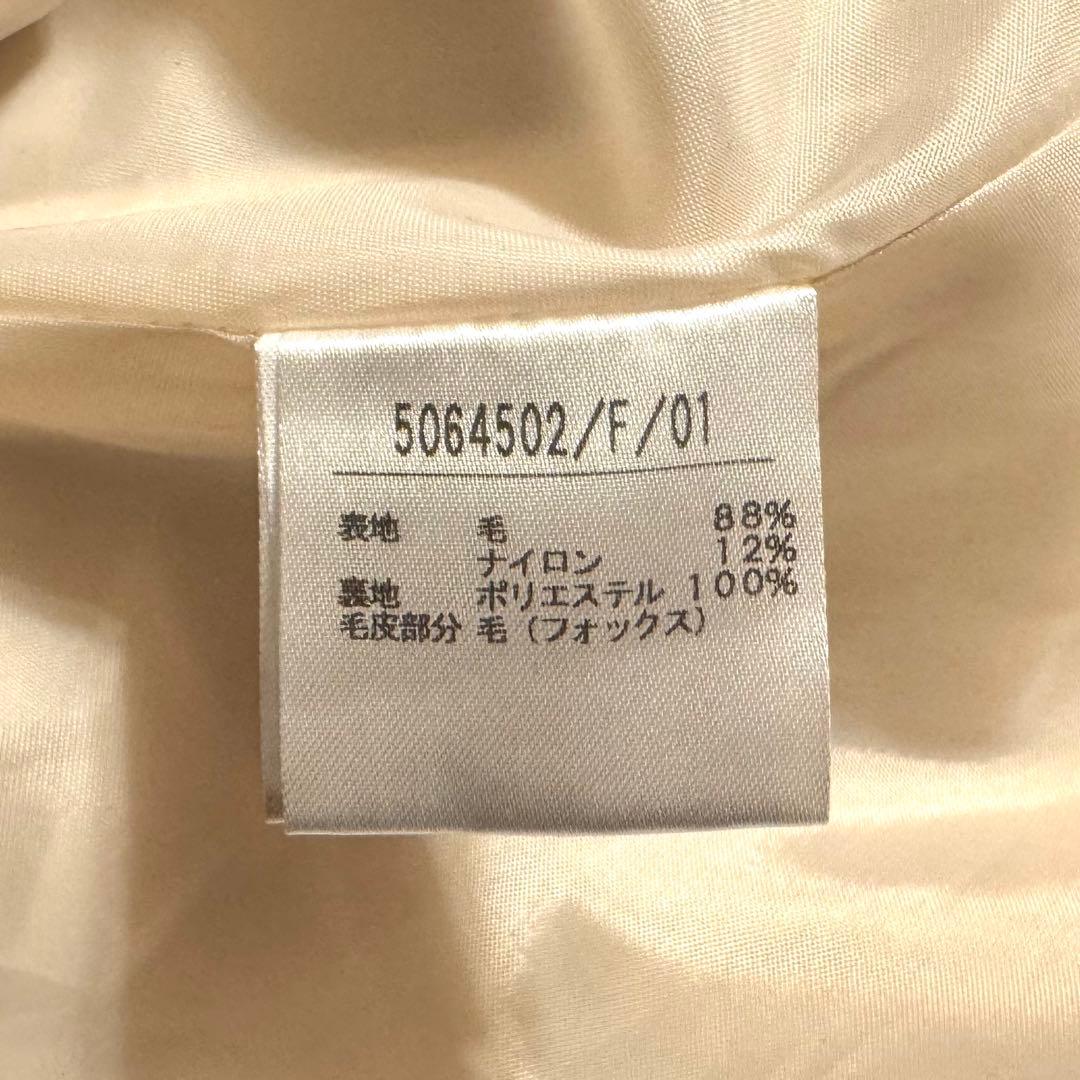 5064502/F/01
表地 毛 88%
ナイロン 12%
裏地 ポリエステル 100%
毛皮部分 毛(フォックス)